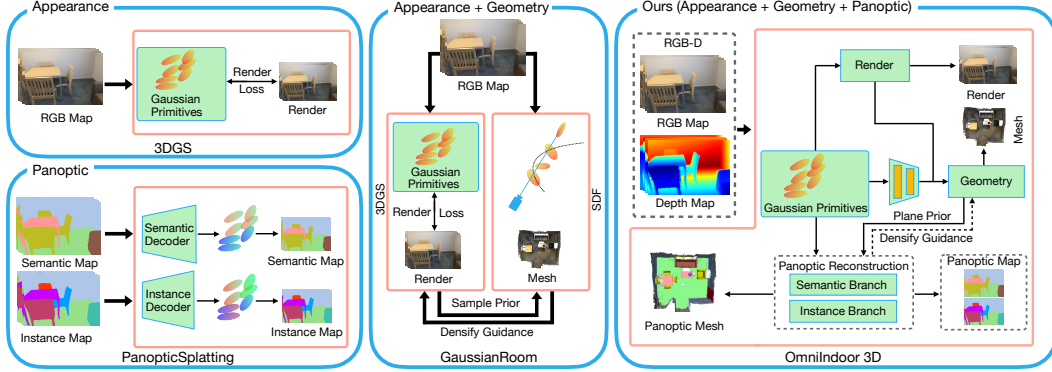 Appearance
RGB Map
Gaussian
Primitives
Render
Loss
Render
3DGS
Panoptic
Semantic Map
Semantic
Decoder
Semantic Map
Instance Map
Instance
Decoder
Instance Map
PanopticSplatting
Appearance + Geometry
RGB Map
3DGS
Gaussian
Primitives
Render
Loss
Render
SDF
Mesh
Sample Prior
Densify Guidance
GaussianRoom
Ours (Appearance + Geometry + Panoptic)
RGB-D
RGB Map
Depth Map
Render
Render
Mesh
Gaussian Primitives
Geometry
Plane Prior
Densify Guidance
Panoptic Mesh
Panoptic Reconstruction
Semantic Branch
Instance Branch
Panoptic Map
OmniIndoor 3D